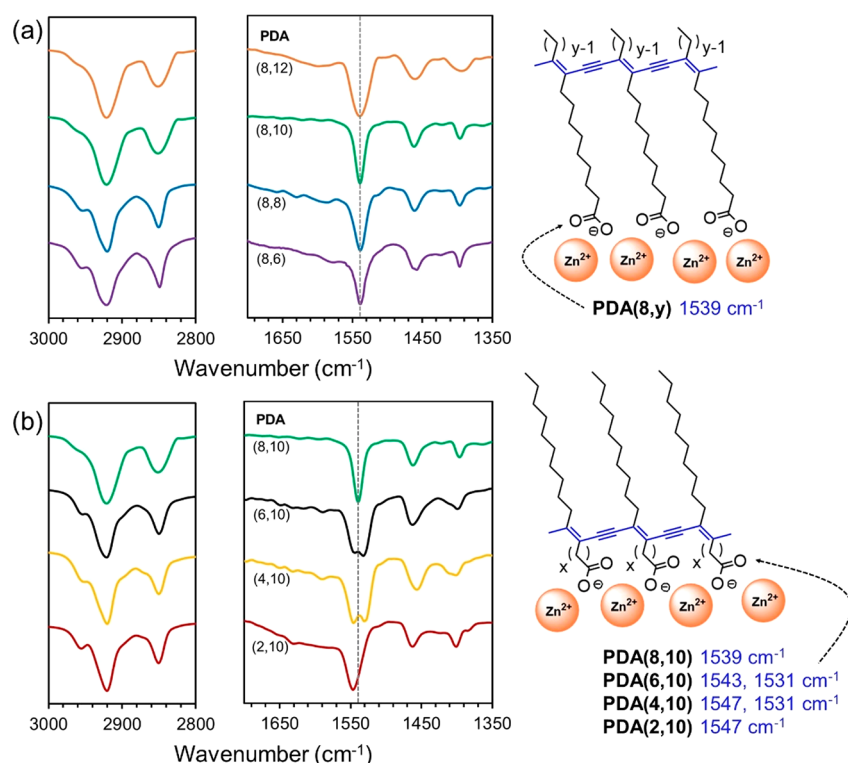 (a)
PDA
(8,12)
(8,10)
(8,8)
(8,6)
3000 2900 2800
1650 1550 1450 1350
Wavenumber (cm-1)
( ) y-1 ( ) y-1 ( ) y-1
O O O O O O
⊖ ⊖ ⊖
Zn2+ Zn2+ Zn2+ Zn2+
PDA(8,y) 1539 cm-1
(b)
PDA
(8,10)
(6,10)
(4,10)
(2,10)
3000 2900 2800
1650 1550 1450 1350
Wavenumber (cm-1)
x ( ) x ( ) x ( )
O O O
O⊖ O⊖ O⊖
Zn2+ Zn2+ Zn2+ Zn2+
PDA(8,10) 1539 cm-1
PDA(6,10) 1543, 1531 cm-1
PDA(4,10) 1547, 1531 cm-1
PDA(2,10) 1547 cm-1